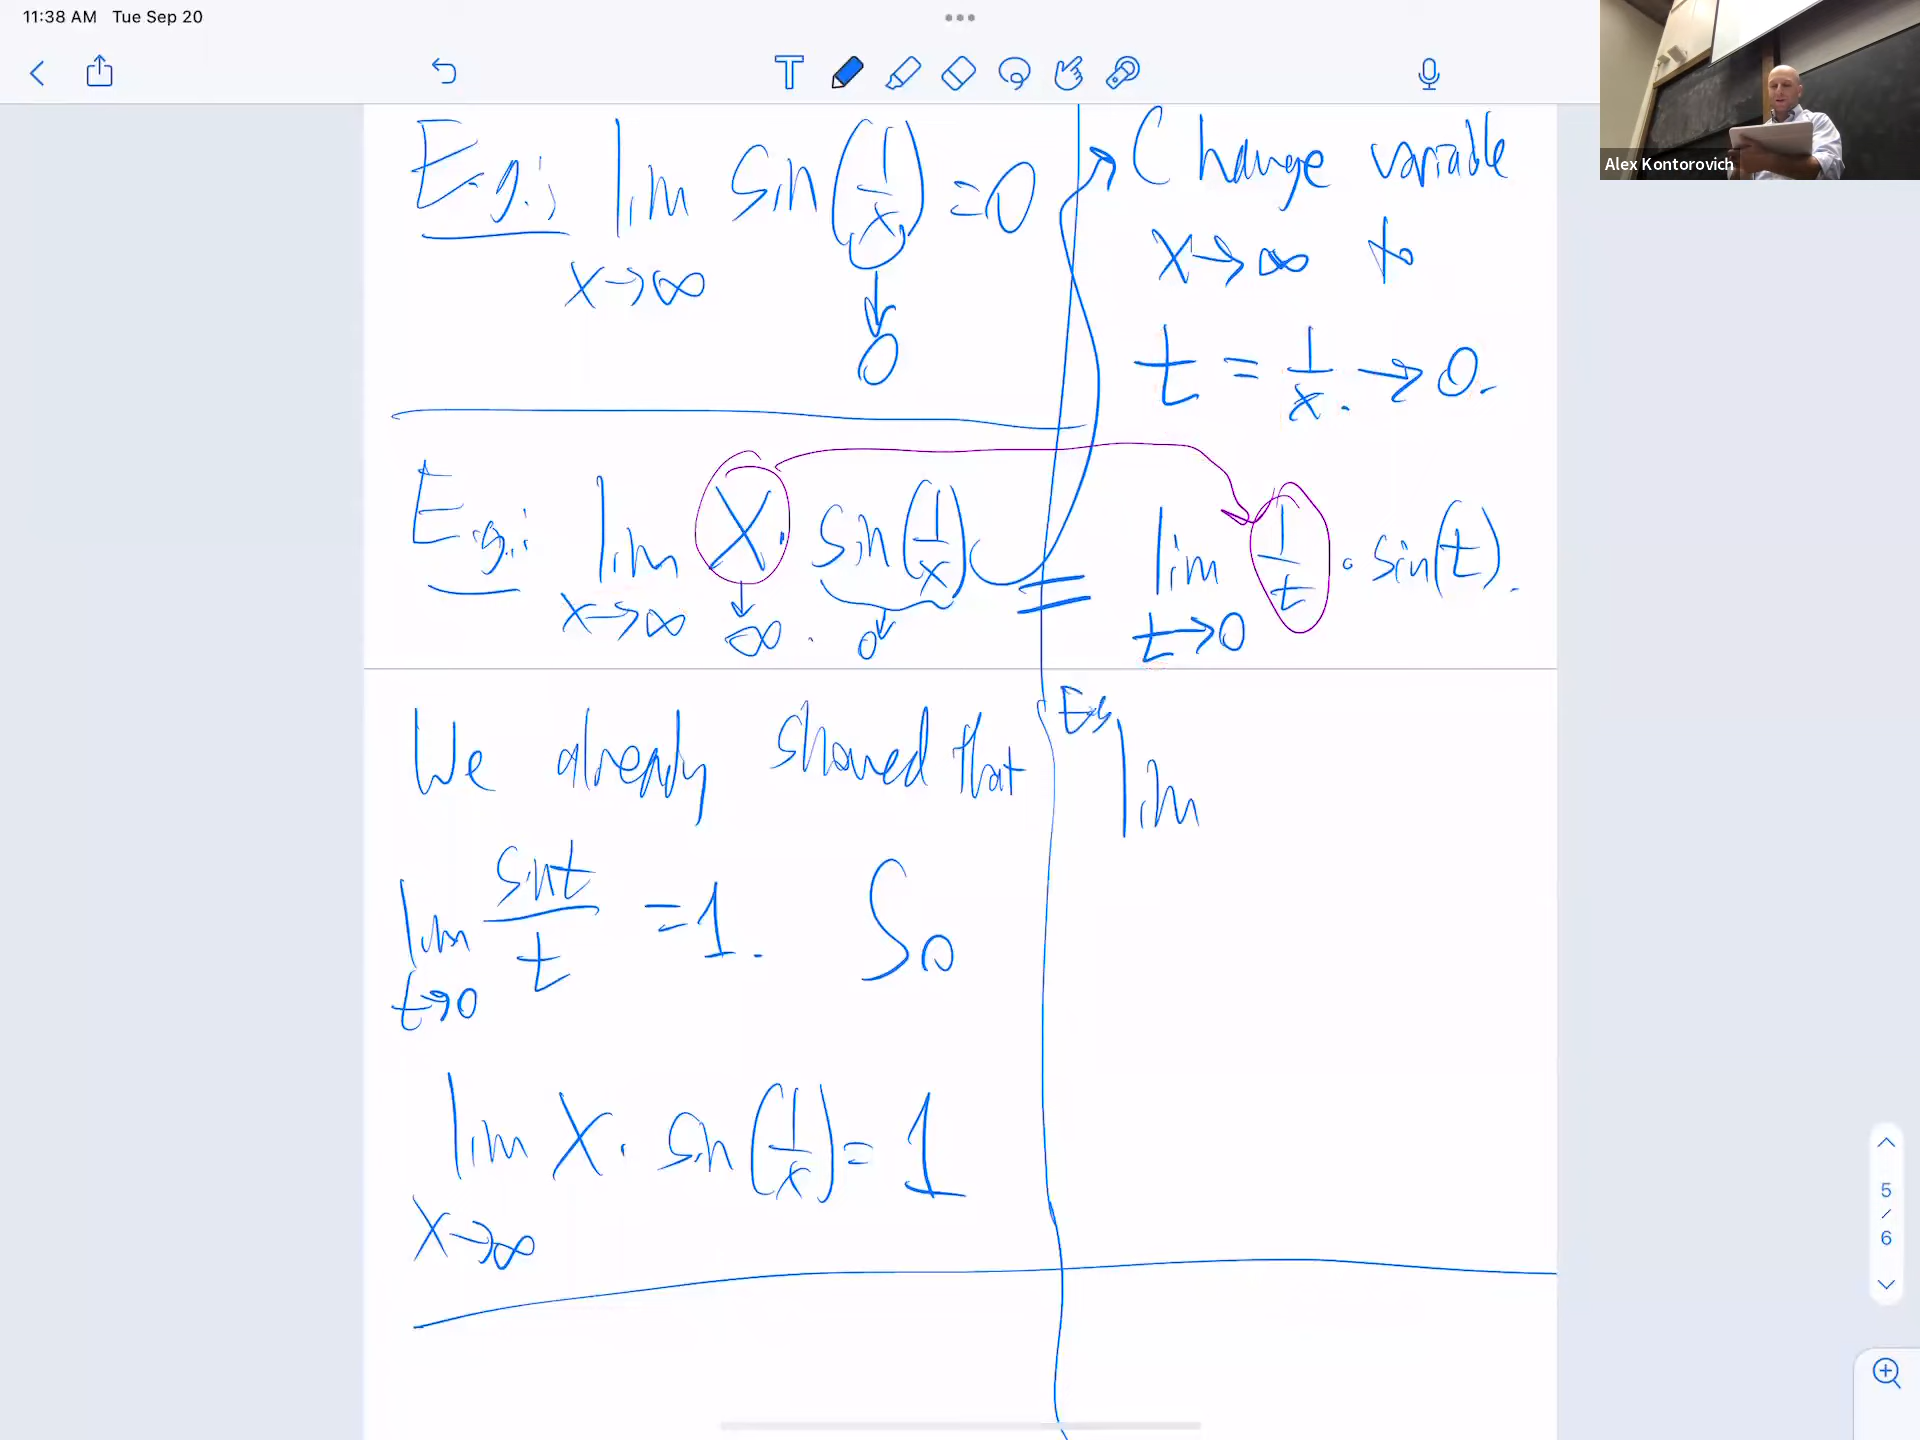 11:38 AM Tue Sep 20
Alex Kontorovich
E.g.: lim sin(1/x) = 0
x→∞
0
Change variable
x→∞ to
t = 1/x. → 0.
E.g.: lim x · sin(1/x) = lim 1/t · sin(t).
x→∞ ∞ · 0 t→0
We already showed that
lim sin t / t = 1. So
t→0
lim x · sin(1/x) = 1
x→∞
Eg
lim
5
/
6